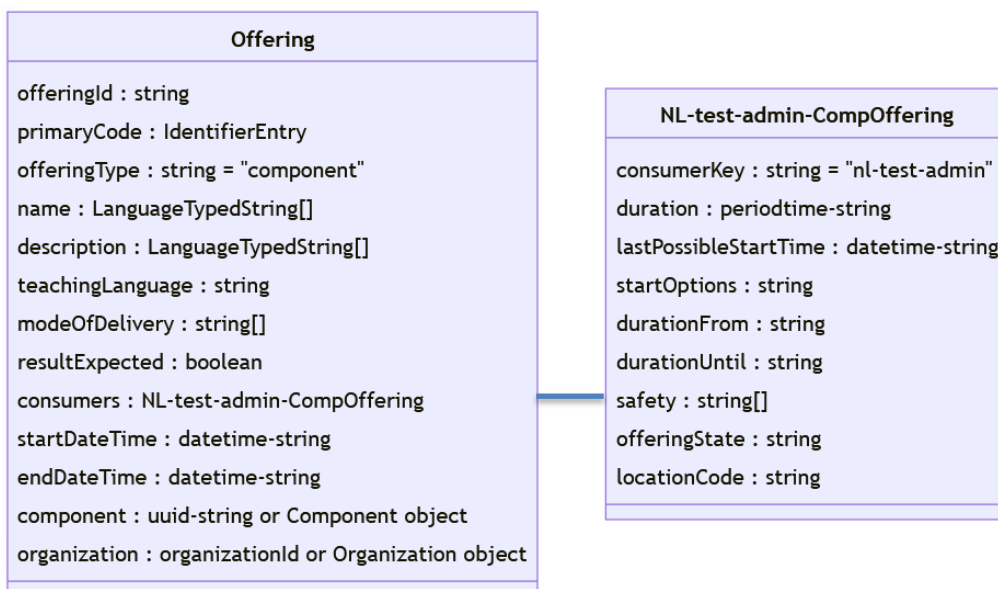 Offering
offeringId : string
primaryCode : IdentifierEntry
offeringType : string = "component"
name : LanguageTypedString[]
description : LanguageTypedString[]
teachingLanguage : string
modeOfDelivery : string[]
resultExpected : boolean
consumers : NL-test-admin-CompOffering
startDateTime : datetime-string
endDateTime : datetime-string
component : uuid-string or Component object
organization : organizationId or Organization object
NL-test-admin-CompOffering
consumerKey : string = "nl-test-admin"
duration : periodtime-string
lastPossibleStartTime : datetime-string
startOptions : string
durationFrom : string
durationUntil : string
safety : string[]
offeringState : string
locationCode : string